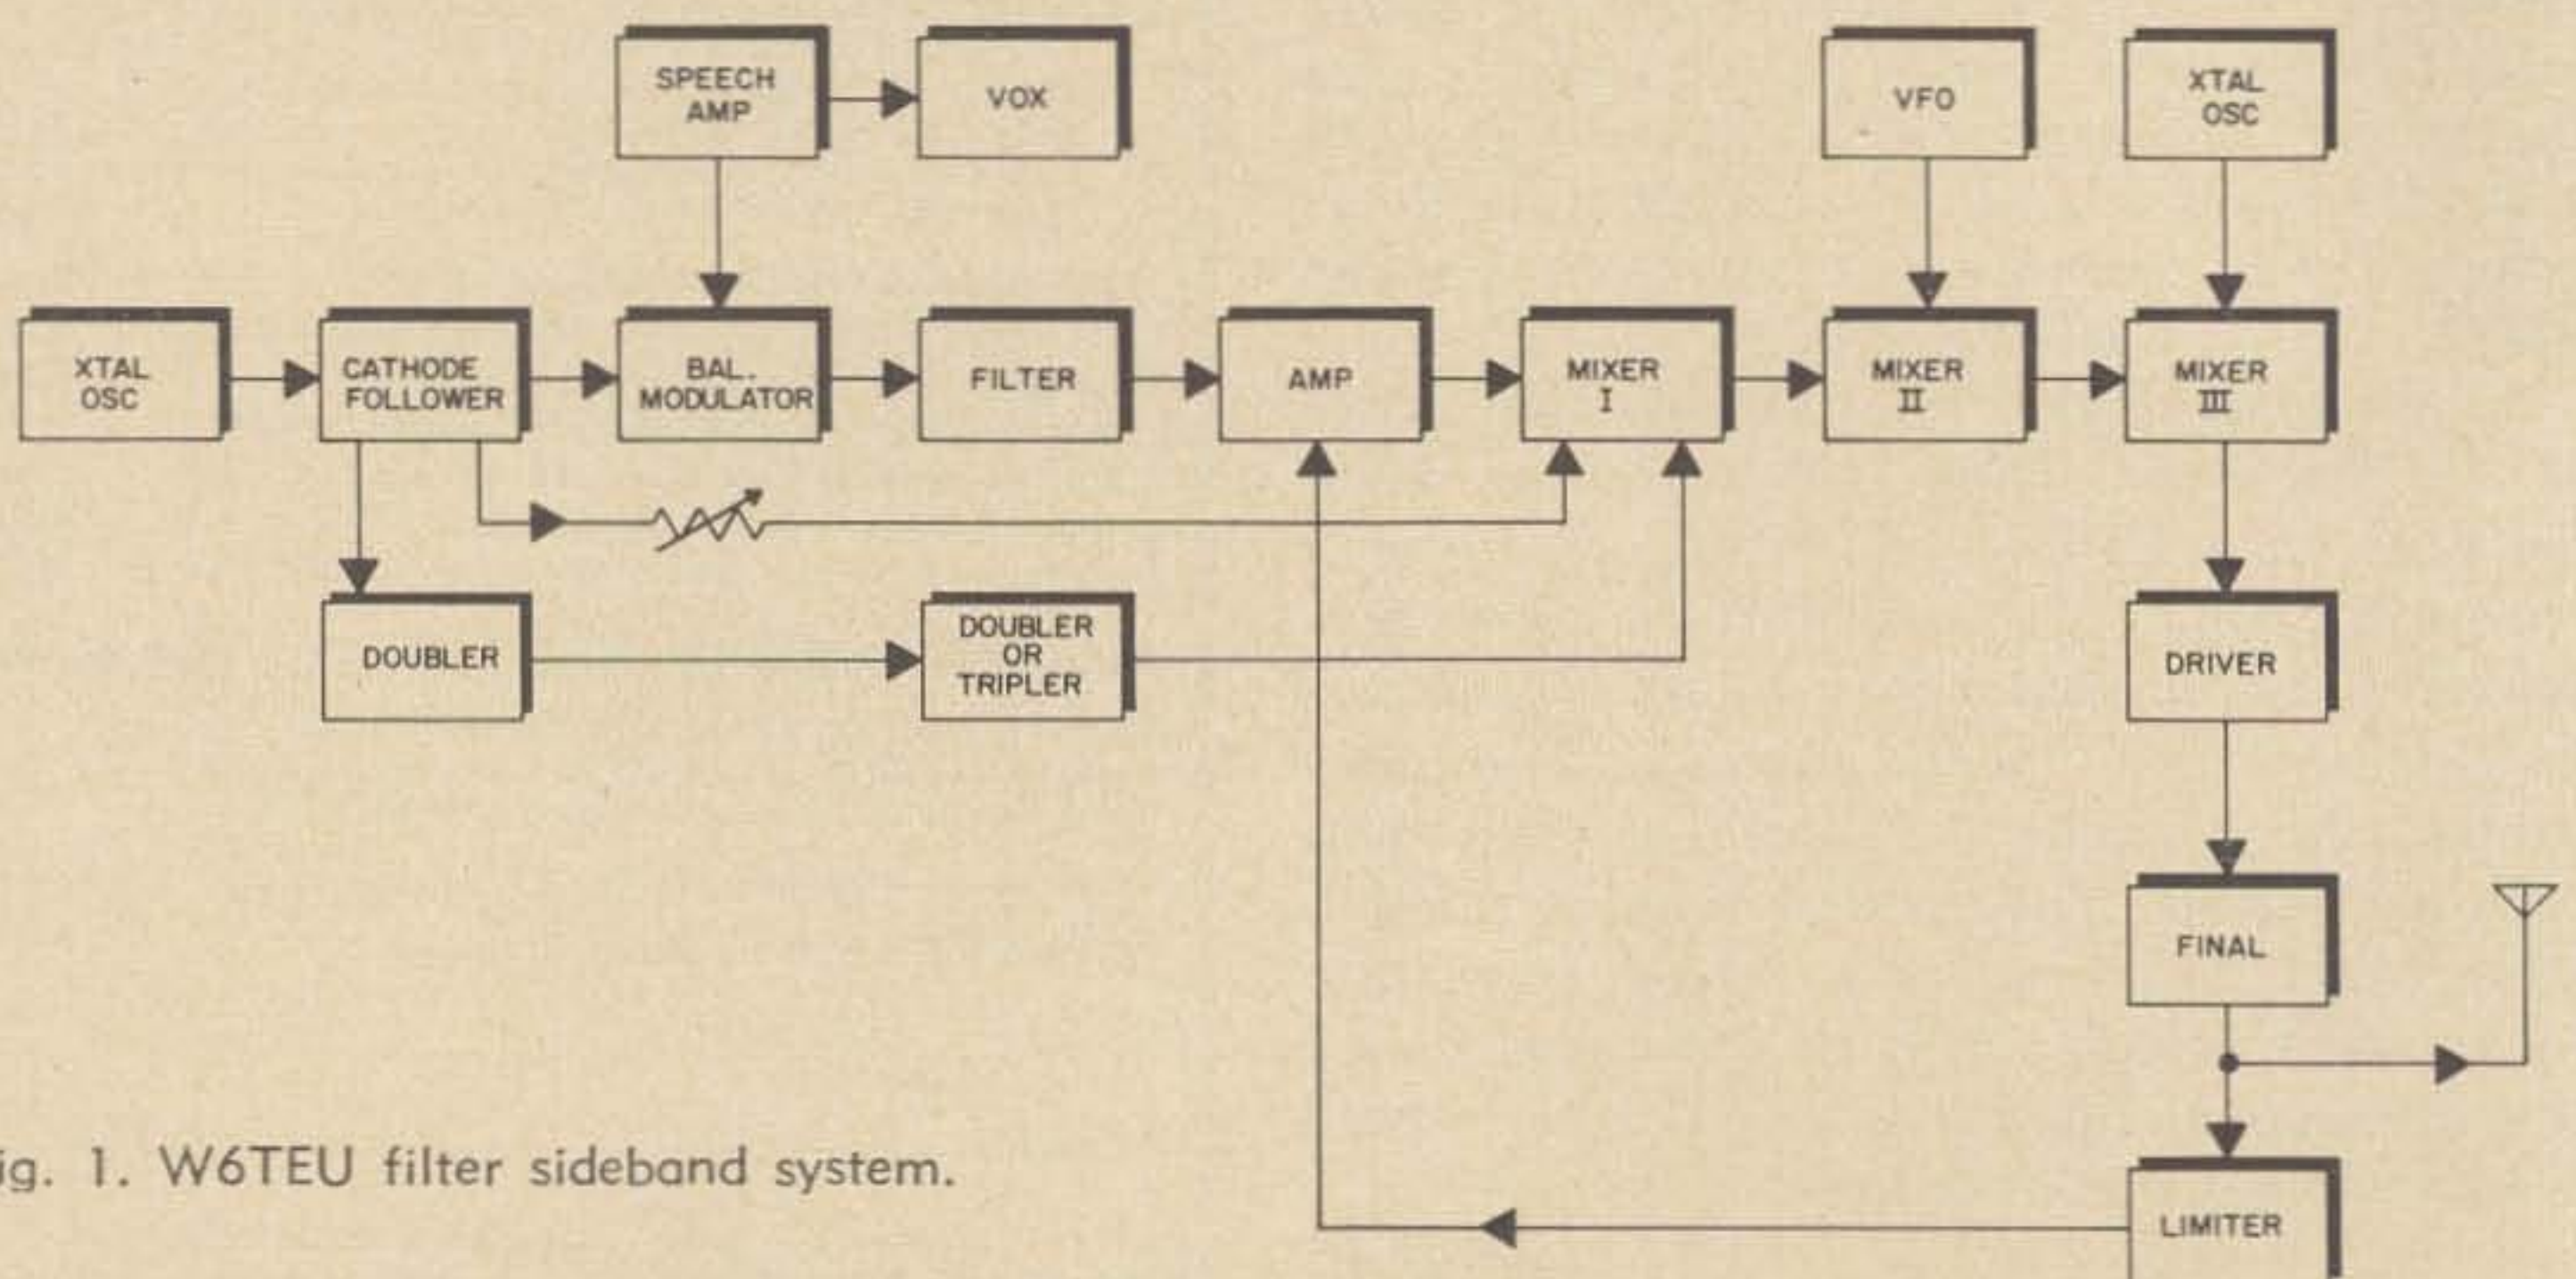 SPEECH
AMP
VOX
VFO
XTAL
OSC
XTAL
OSC
CATHODE
FOLLOWER
BAL.
MODULATOR
FILTER
AMP
MIXER
I
MIXER
II
MIXER
III
DOUBLER
DOUBLER
OR
TRIPLER
DRIVER
FINAL
LIMITER
ig. 1. W6TEU filter sideband system.